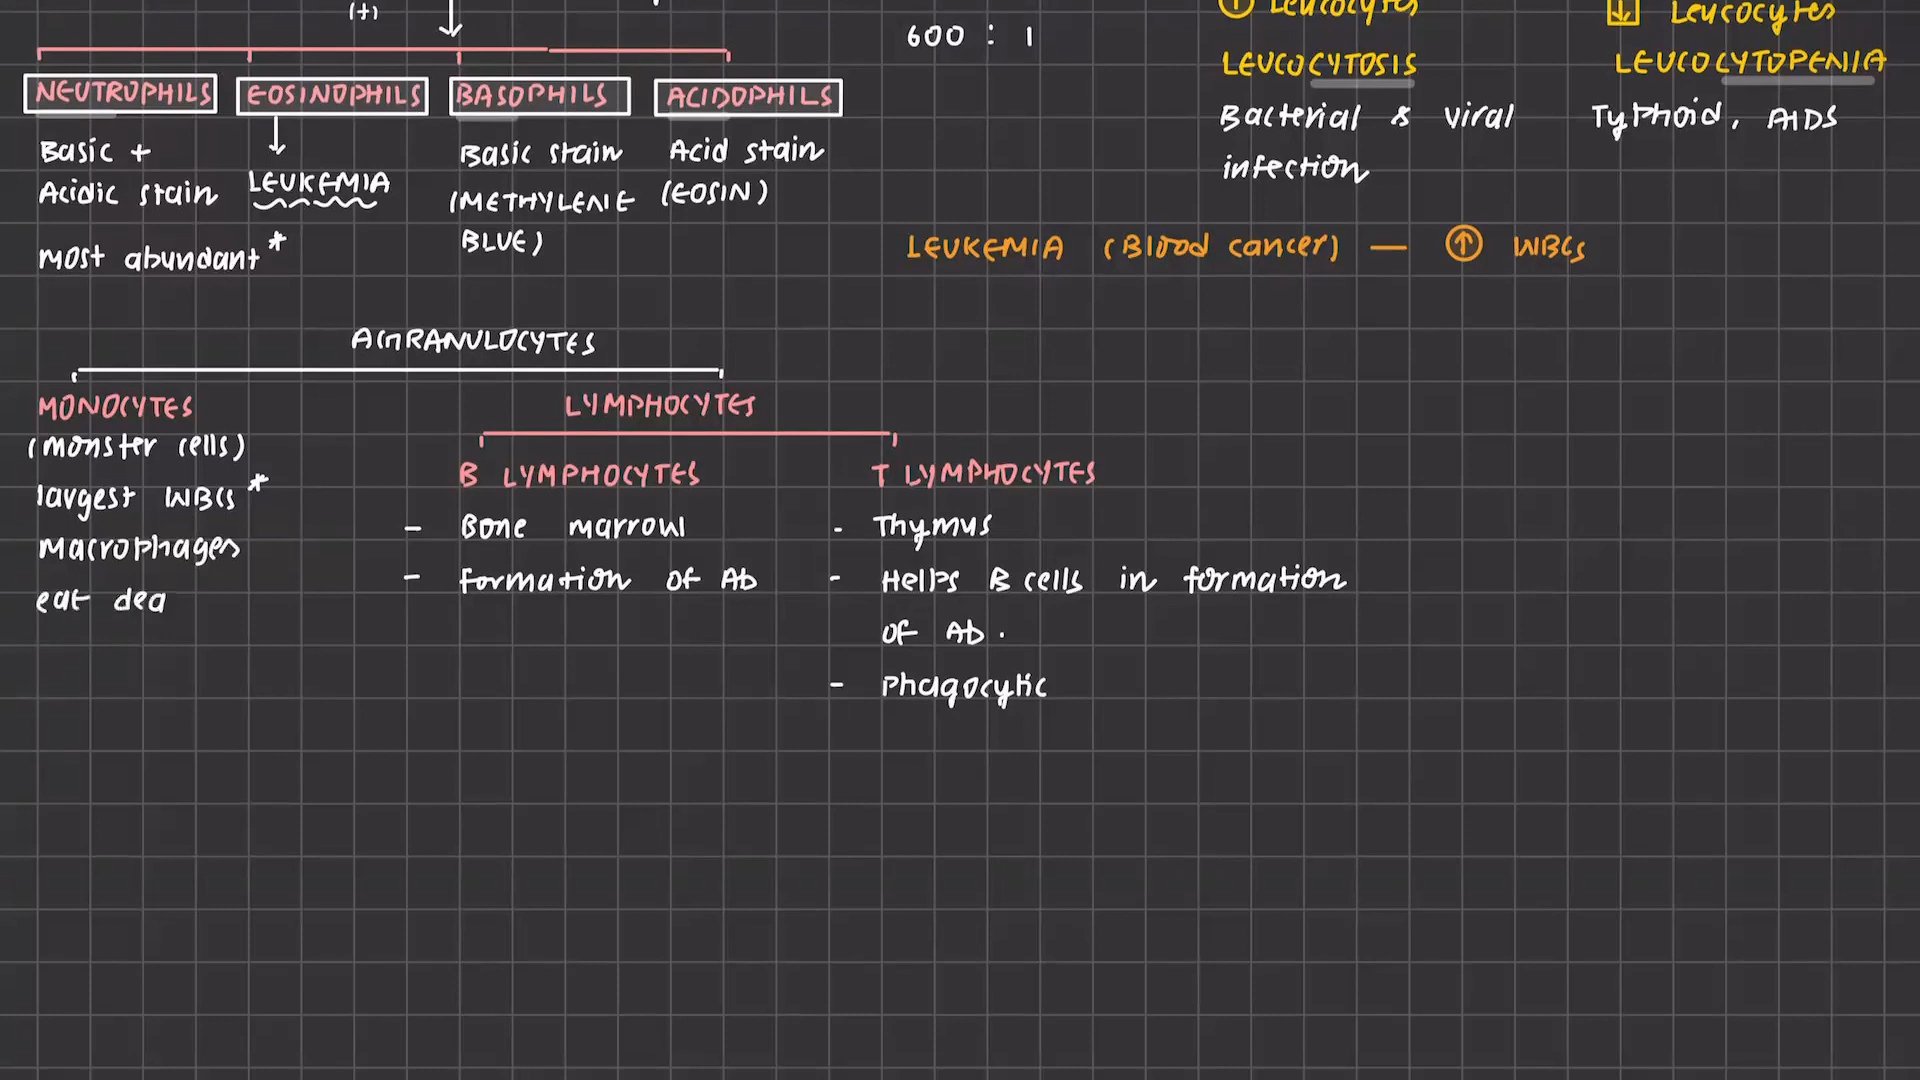 (+)
600 : 1
Leucocytes
Leucocytes
LEUCOCYTOSIS
LEUCOCYTOPENIA
Bacterial & viral
infection
Typhoid, AIDS
NEUTROPHILS
EOSINOPHILS
BASOPHILS
ACIDOPHILS
Basic +
Acidic stain
most abundant*
LEUKEMIA
Basic stain
(METHYLENE
BLUE)
Acid stain
(EOSIN)
LEUKEMIA (Blood cancer) — ↑ WBCs
AGRANULOCYTES
MONOCYTES
(monster cells)
largest WBCs*
Macrophages
eat dea
LYMPHOCYTES
B LYMPHOCYTES
- Bone marrow
- Formation of Ab
T LYMPHOCYTES
- Thymus
- Helps B cells in formation
of Ab.
- Phagocytic